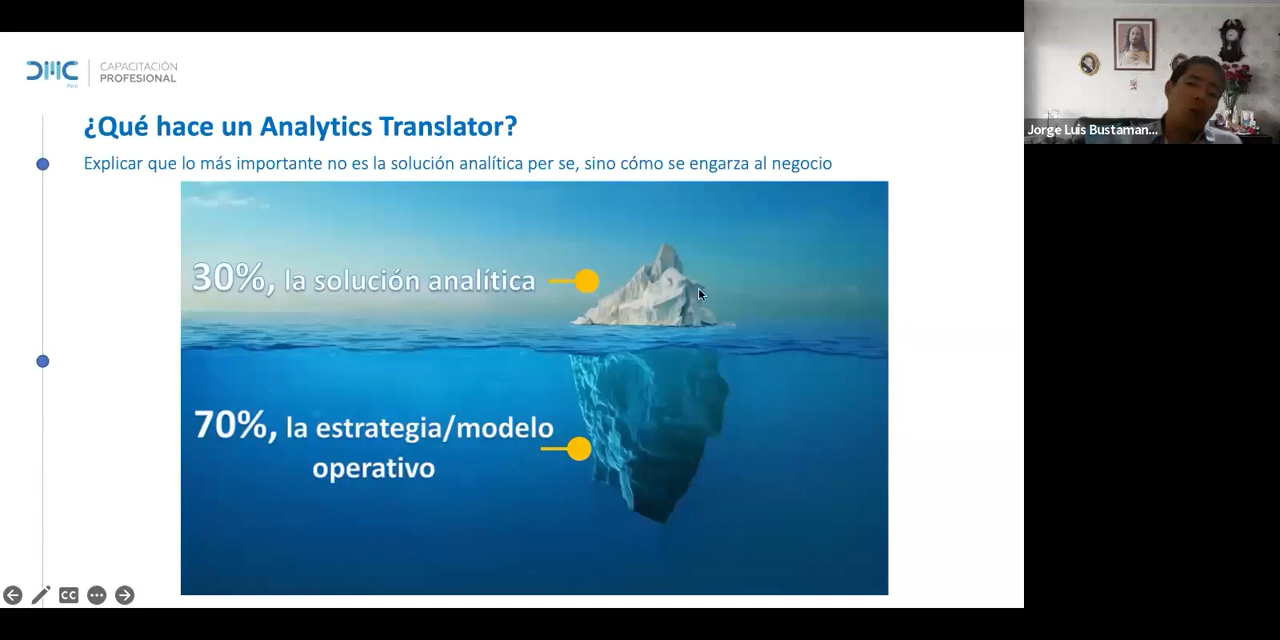 DMC
Perú
CAPACITACIÓN
PROFESIONAL
¿Qué hace un Analytics Translator?
Explicar que lo más importante no es la solución analítica per se, sino cómo se engarza al negocio
30%, la solución analítica
70%, la estrategia/modelo
operativo
CC
Jorge Luis Bustaman...